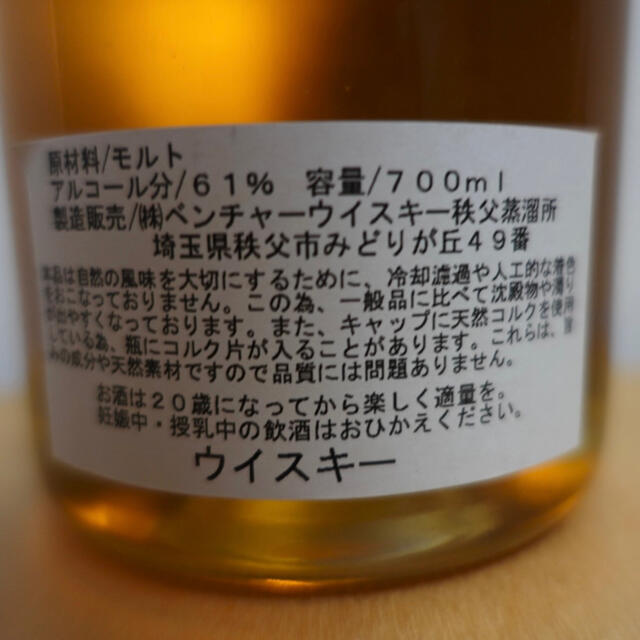 原材料/モルト
アルコール分/61%　容量/700ml
製造販売/㈱ベンチャーウイスキー秩父蒸溜所
埼玉県秩父市みどりが丘49番
本品は自然の風味を大切にするために、冷却濾過や人工的な着色
をおこなっておりません。この為、一般品に比べて沈殿物や濁り
が出やすくなっております。また、キャップに天然コルクを使用
している為、瓶にコルク片が入ることがあります。これらは、
みの成分や天然素材ですので品質には問題ありません。
お酒は20歳になってから楽しく適量を。
妊娠中・授乳中の飲酒はおひかえください。
ウイスキー